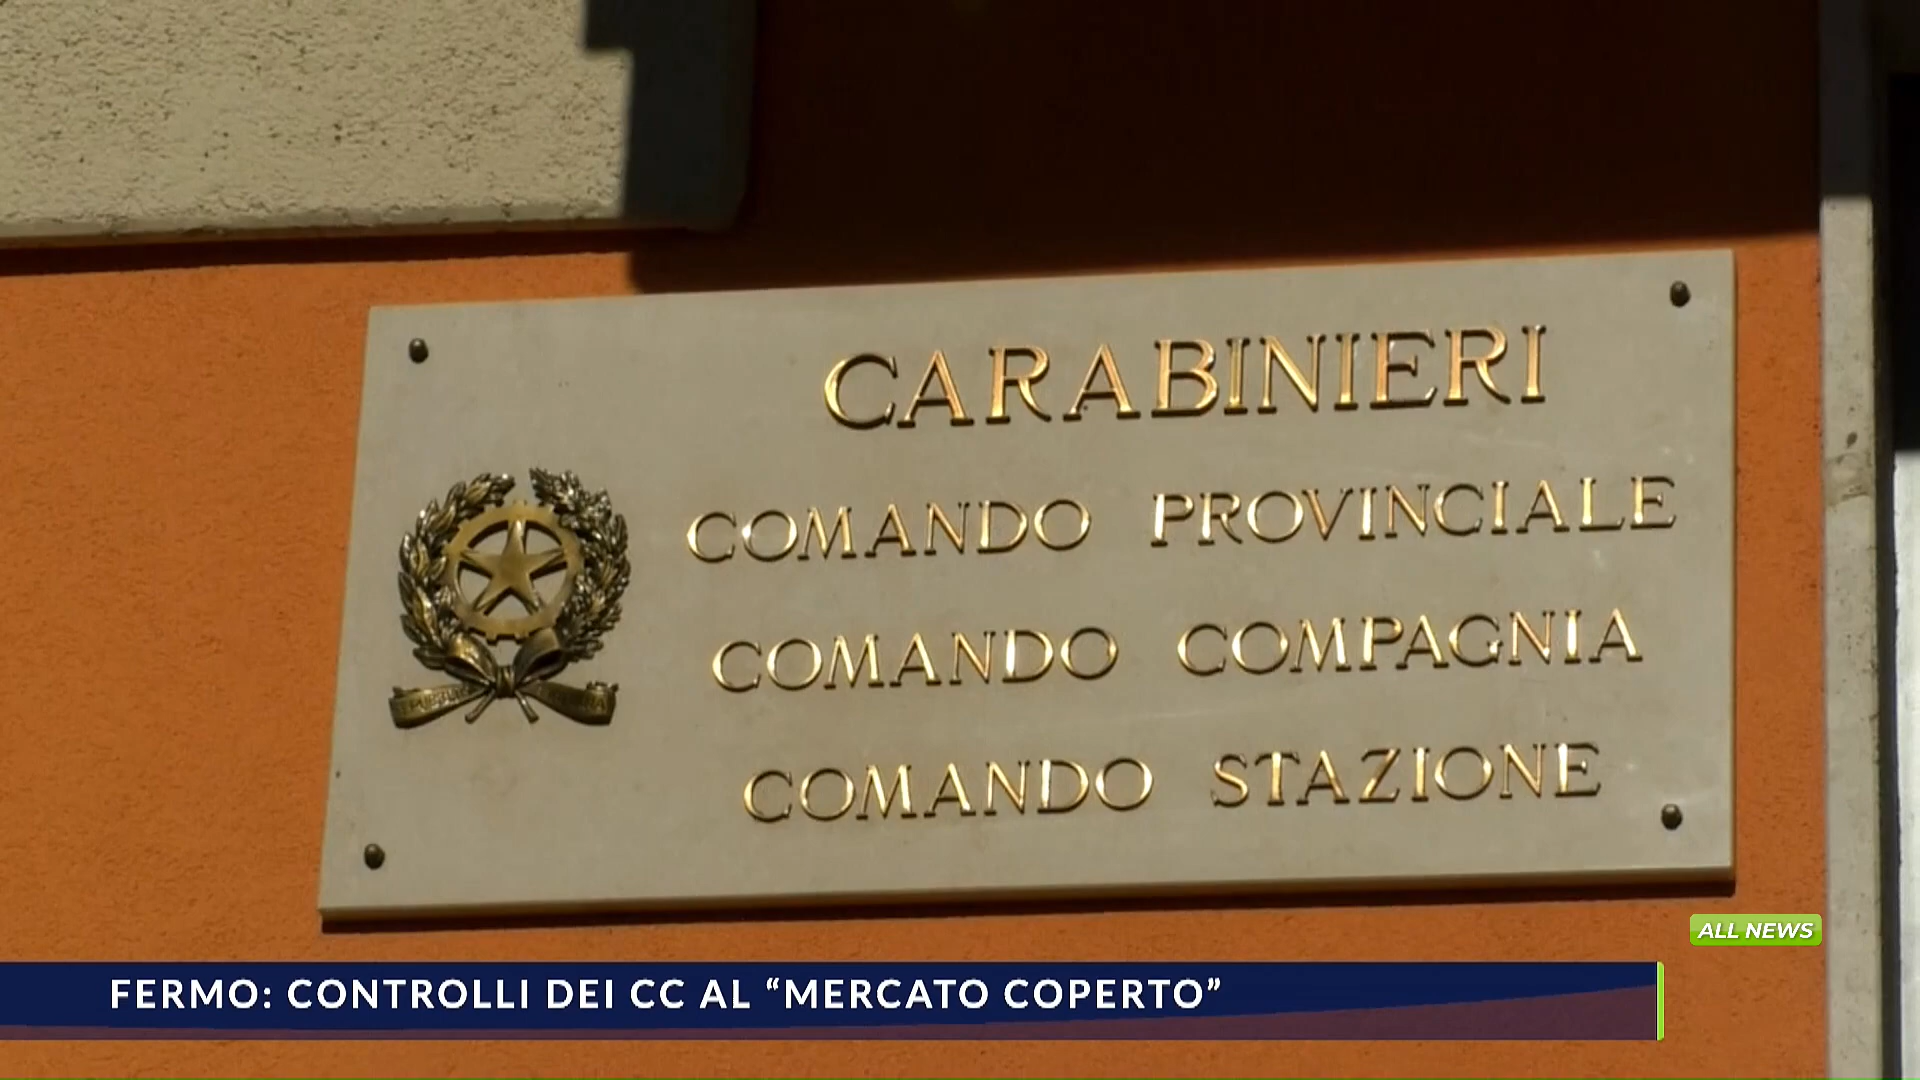 CARABINIERI
COMANDO PROVINCIALE
COMANDO COMPAGNIA
COMANDO STAZIONE
ALL NEWS
FERMO: CONTROLLI DEI CC AL “MERCATO COPERTO”